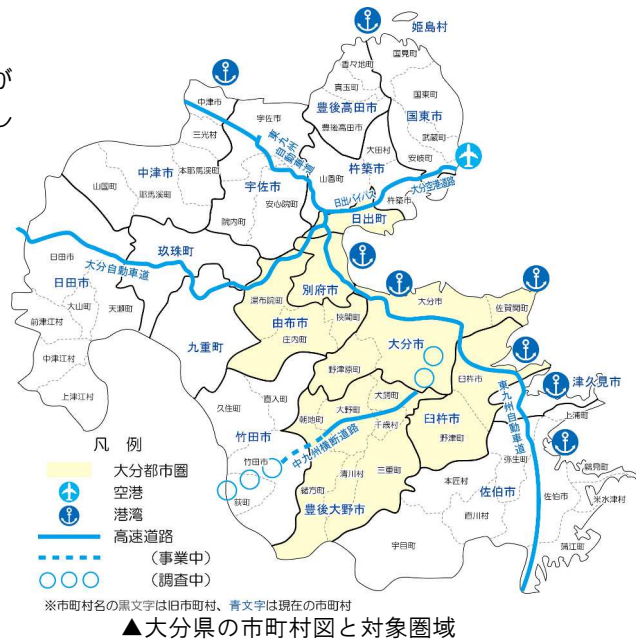 が
し
姫島村
国見町
香々地町
真玉町
国東町
豊後高田市
国東市
中津市
宇佐市
豊後高田市
武蔵町
三光村
東九州自動車道
大田村
安岐町
中津市
本耶馬溪町
杵築市
山国町
耶馬溪町
宇佐市
山香町
安心院町
日出バイパス
大分空港道路
杵築市
院内町
日出町
日田市
玖珠町
大分自動車道
日田市
別府市
大分市
佐賀関町
大山町
天瀬町
湯布院町
挾間町
前津江村
由布市
大分市
九重町
庄内町
中津江村
野津原町
臼杵市
津久見市
上津江村
直入町
犬飼町
久住町
大野町
上浦町
朝地町
千歳村
臼杵市
東九州自動車道
竹田市
中九州横断道路
野津町
弥生町
竹田市
清川村
三重町
鶴見町
本匠村
佐伯市
荻町
緒方町
佐伯市
米水津村
豊後大野市
直川村
宇目町
蒲江町
凡 例
大分都市圏
空港
港湾
高速道路
(事業中)
(調査中)
※市町村名の黒文字は旧市町村、青文字は現在の市町村
▲大分県の市町村図と対象圏域